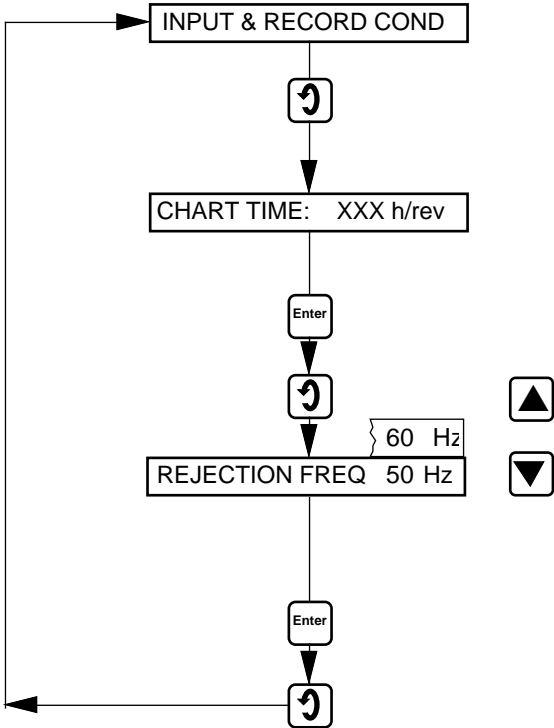 INPUT & RECORD COND
CHART TIME: XXX h/rev
Enter
60 Hz
REJECTION FREQ 50 Hz
Enter